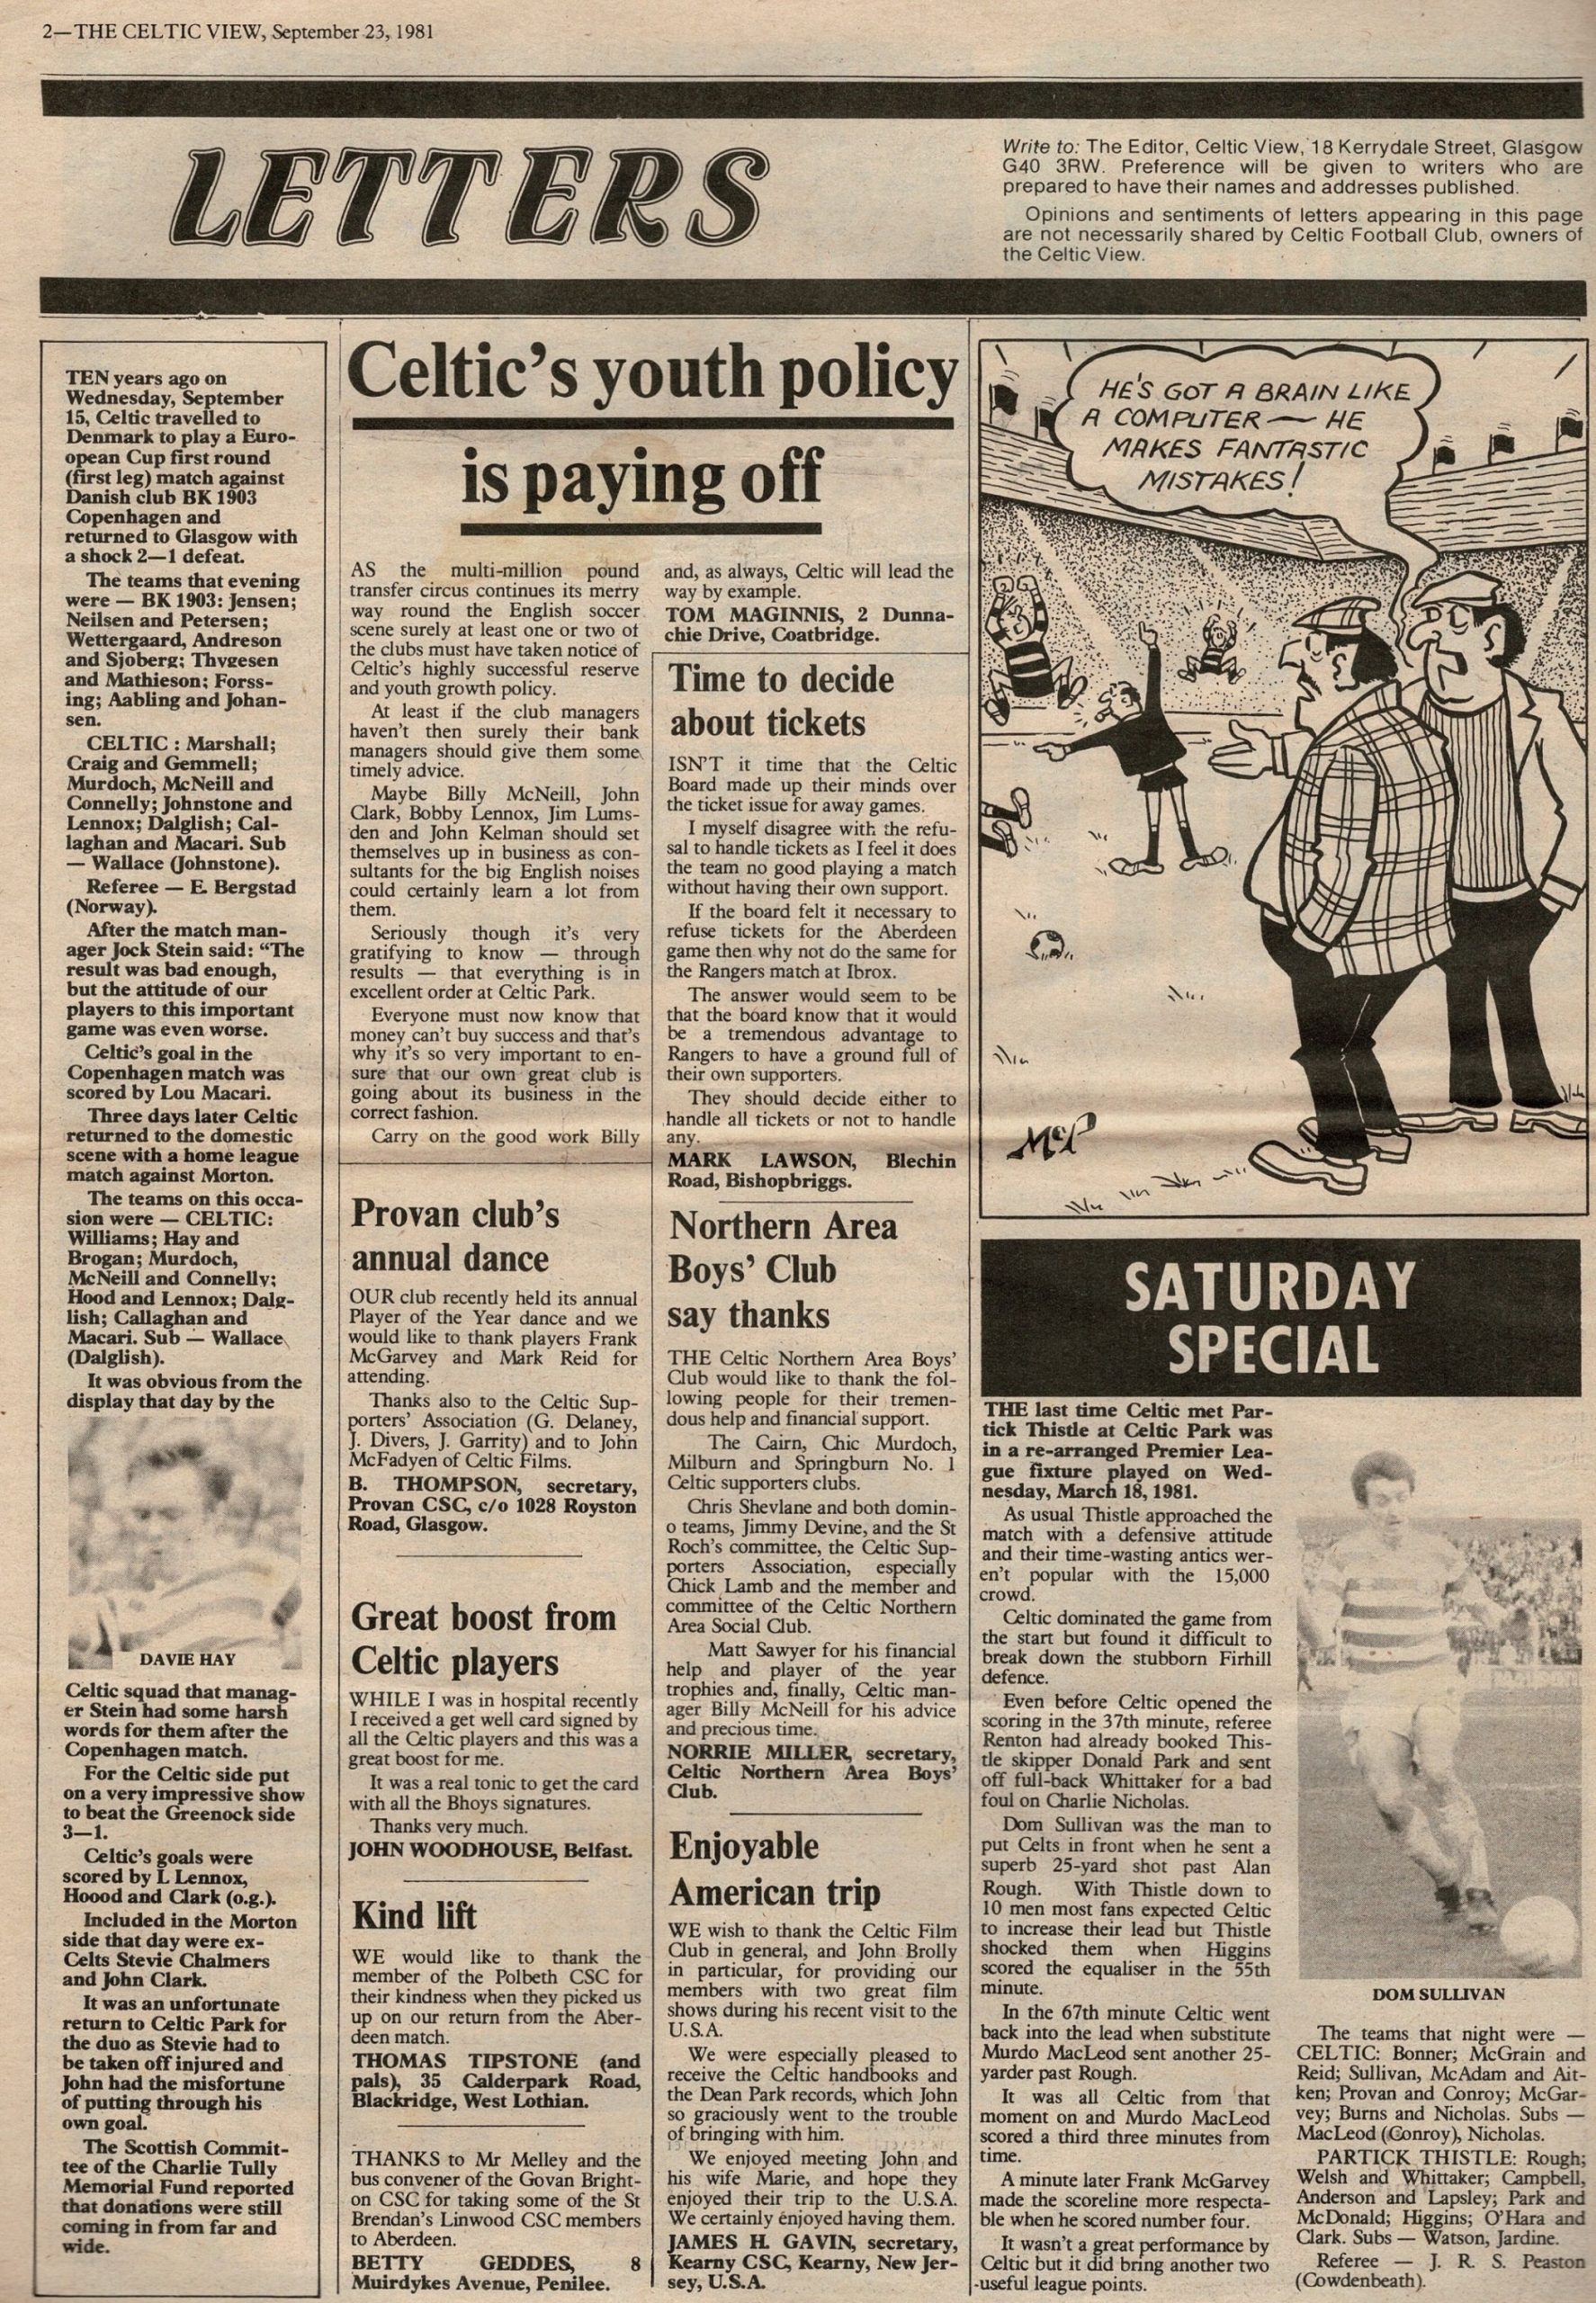 2—THE CELTIC VIEW, September 23, 1981
LETTERS
Write to: The Editor, Celtic View, 18 Kerrydale Street, Glasgow
G40 3RW. Preference will be given to writers who are
prepared to have their names and addresses published.
Opinions and sentiments of letters appearing in this page
are not necessarily shared by Celtic Football Club, owners of
the Celtic View.
TEN years ago on
Wednesday, September
15, Celtic travelled to
Denmark to play a Euro-
opean Cup first round
(first leg) match against
Danish club BK 1903
Copenhagen and
returned to Glasgow with
a shock 2—1 defeat.
The teams that evening
were — BK 1903: Jensen;
Neilsen and Petersen;
Wettergaard, Andreson
and Sjoberg; Thygesen
and Mathieson; Forss-
ing; Aabling and Johan-
sen.
CELTIC : Marshall;
Craig and Gemmell;
Murdoch, McNeill and
Connelly; Johnstone and
Lennox; Dalglish; Cal-
laghan and Macari. Sub
— Wallace (Johnstone).
Referee — E. Bergstad
(Norway).
After the match man-
ager Jock Stein said: “The
result was bad enough,
but the attitude of our
players to this important
game was even worse.
Celtic's goal in the
Copenhagen match was
scored by Lou Macari.
Three days later Celtic
returned to the domestic
scene with a home league
match against Morton.
The teams on this occa-
sion were — CELTIC:
Williams; Hay and
Brogan; Murdoch,
McNeill and Connelly;
Hood and Lennox; Dalg-
lish; Callaghan and
Macari. Sub — Wallace
(Dalglish).
It was obvious from the
display that day by the
DAVIE HAY
Celtic squad that manag-
er Stein had some harsh
words for them after the
Copenhagen match.
For the Celtic side put
on a very impressive show
to beat the Greenock side
3—1.
Celtic's goals were
scored by L Lennox,
Hoood and Clark (o.g.).
Included in the Morton
side that day were ex-
Celts Stevie Chalmers
and John Clark.
It was an unfortunate
return to Celtic Park for
the duo as Stevie had to
be taken off injured and
John had the misfortune
of putting through his
own goal.
The Scottish Commit-
tee of the Charlie Tully
Memorial Fund reported
that donations were still
coming in from far and
wide.
Celtic's youth policy
is paying off
AS the multi-million pound
transfer circus continues its merry
way round the English soccer
scene surely at least one or two of
the clubs must have taken notice of
Celtic's highly successful reserve
and youth growth policy.
At least if the club managers
haven't then surely their bank
managers should give them some
timely advice.
Maybe Billy McNeill, John
Clark, Bobby Lennox, Jim Lums-
den and John Kelman should set
themselves up in business as con-
sultants for the big English noises
could certainly learn a lot from
them.
Seriously though it's very
gratifying to know — through
results — that everything is in
excellent order at Celtic Park.
Everyone must now know that
money can't buy success and that's
why it's so very important to en-
sure that our own great club is
going about its business in the
correct fashion.
Carry on the good work Billy
and, as always, Celtic will lead the
way by example.
TOM MAGINNIS, 2 Dunna-
chie Drive, Coatbridge.
Provan club's
annual dance
OUR club recently held its annual
Player of the Year dance and we
would like to thank players Frank
McGarvey and Mark Reid for
attending.
Thanks also to the Celtic Sup-
porters' Association (G. Delaney,
J. Divers, J. Garrity) and to John
McFadyen of Celtic Films.
B. THOMPSON, secretary,
Provan CSC, c/o 1028 Royston
Road, Glasgow.
Great boost from
Celtic players
WHILE I was in hospital recently
I received a get well card signed by
all the Celtic players and this was a
great boost for me.
It was a real tonic to get the card
with all the Bhoys signatures.
Thanks very much.
JOHN WOODHOUSE, Belfast.
Kind lift
WE would like to thank the
member of the Polbeth CSC for
their kindness when they picked us
up on our return from the Aber-
deen match.
THOMAS TIPSTONE (and
pals), 35 Calderpark Road,
Blackridge, West Lothian.
THANKS to Mr Melley and the
bus convener of the Govan Bright-
on CSC for taking some of the St
Brendan's Linwood CSC members
to Aberdeen.
BETTY GEDDES, 8
Muirdykes Avenue, Penilee.
Time to decide
about tickets
ISN'T it time that the Celtic
Board made up their minds over
the ticket issue for away games.
I myself disagree with the refu-
sal to handle tickets as I feel it does
the team no good playing a match
without having their own support.
If the board felt it necessary to
refuse tickets for the Aberdeen
game then why not do the same for
the Rangers match at Ibrox.
The answer would seem to be
that the board know that it would
be a tremendous advantage to
Rangers to have a ground full of
their own supporters.
They should decide either to
handle all tickets or not to handle
any.
MARK LAWSON, Blechin
Road, Bishopbriggs.
Northern Area
Boys' Club
say thanks
THE Celtic Northern Area Boys'
Club would like to thank the fol-
lowing people for their tremen-
dous help and financial support.
The Cairn, Chic Murdoch,
Milburn and Springburn No. 1
Celtic supporters clubs.
Chris Shevlane and both domin-
o teams, Jimmy Devine, and the St
Roch's committee, the Celtic Sup-
porters Association, especially
Chick Lamb and the member and
committee of the Celtic Northern
Area Social Club.
Matt Sawyer for his financial
help and player of the year
trophies and, finally, Celtic man-
ager Billy McNeill for his advice
and precious time.
NORRIE MILLER, secretary,
Celtic Northern Area Boys'
Club.
Enjoyable
American trip
WE wish to thank the Celtic Film
Club in general, and John Brolly
in particular, for providing our
members with two great film
shows during his recent visit to the
U.S.A.
We were especially pleased to
receive the Celtic handbooks and
the Dean Park records, which John
so graciously went to the trouble
of bringing with him.
We enjoyed meeting John and
his wife Marie, and hope they
enjoyed their trip to the U.S.A.
We certainly enjoyed having them.
JAMES H. GAVIN, secretary,
Kearny CSC, Kearny, New Jer-
sey, U.S.A.
HE'S GOT A BRAIN LIKE
A COMPUTER — HE
MAKES FANTASTIC
MISTAKES!
McP
SATURDAY
SPECIAL
THE last time Celtic met Par-
tick Thistle at Celtic Park was
in a re-arranged Premier Lea-
gue fixture played on Wed-
nesday, March 18, 1981.
As usual Thistle approached the
match with a defensive attitude
and their time-wasting antics wer-
en't popular with the 15,000
crowd.
Celtic dominated the game from
the start but found it difficult to
break down the stubborn Firhill
defence.
Even before Celtic opened the
scoring in the 37th minute, referee
Renton had already booked This-
tle skipper Donald Park and sent
off full-back Whittaker for a bad
foul on Charlie Nicholas.
Dom Sullivan was the man to
put Celts in front when he sent a
superb 25-yard shot past Alan
Rough. With Thistle down to
10 men most fans expected Celtic
to increase their lead but Thistle
shocked them when Higgins
scored the equaliser in the 55th
minute.
In the 67th minute Celtic went
back into the lead when substitute
Murdo MacLeod sent another 25-
yarder past Rough.
It was all Celtic from that
moment on and Murdo MacLeod
scored a third three minutes from
time.
A minute later Frank McGarvey
made the scoreline more respecta-
ble when he scored number four.
It wasn't a great performance by
Celtic but it did bring another two
useful league points.
DOM SULLIVAN
The teams that night were —
CELTIC: Bonner; McGrain and
Reid; Sullivan, McAdam and Ait-
ken; Provan and Conroy; McGar-
vey; Burns and Nicholas. Subs —
MacLeod (Conroy), Nicholas.
PARTICK THISTLE: Rough;
Welsh and Whittaker; Campbell,
Anderson and Lapsley; Park and
McDonald; Higgins; O'Hara and
Clark. Subs — Watson, Jardine.
Referee — J. R. S. Peaston
(Cowdenbeath).